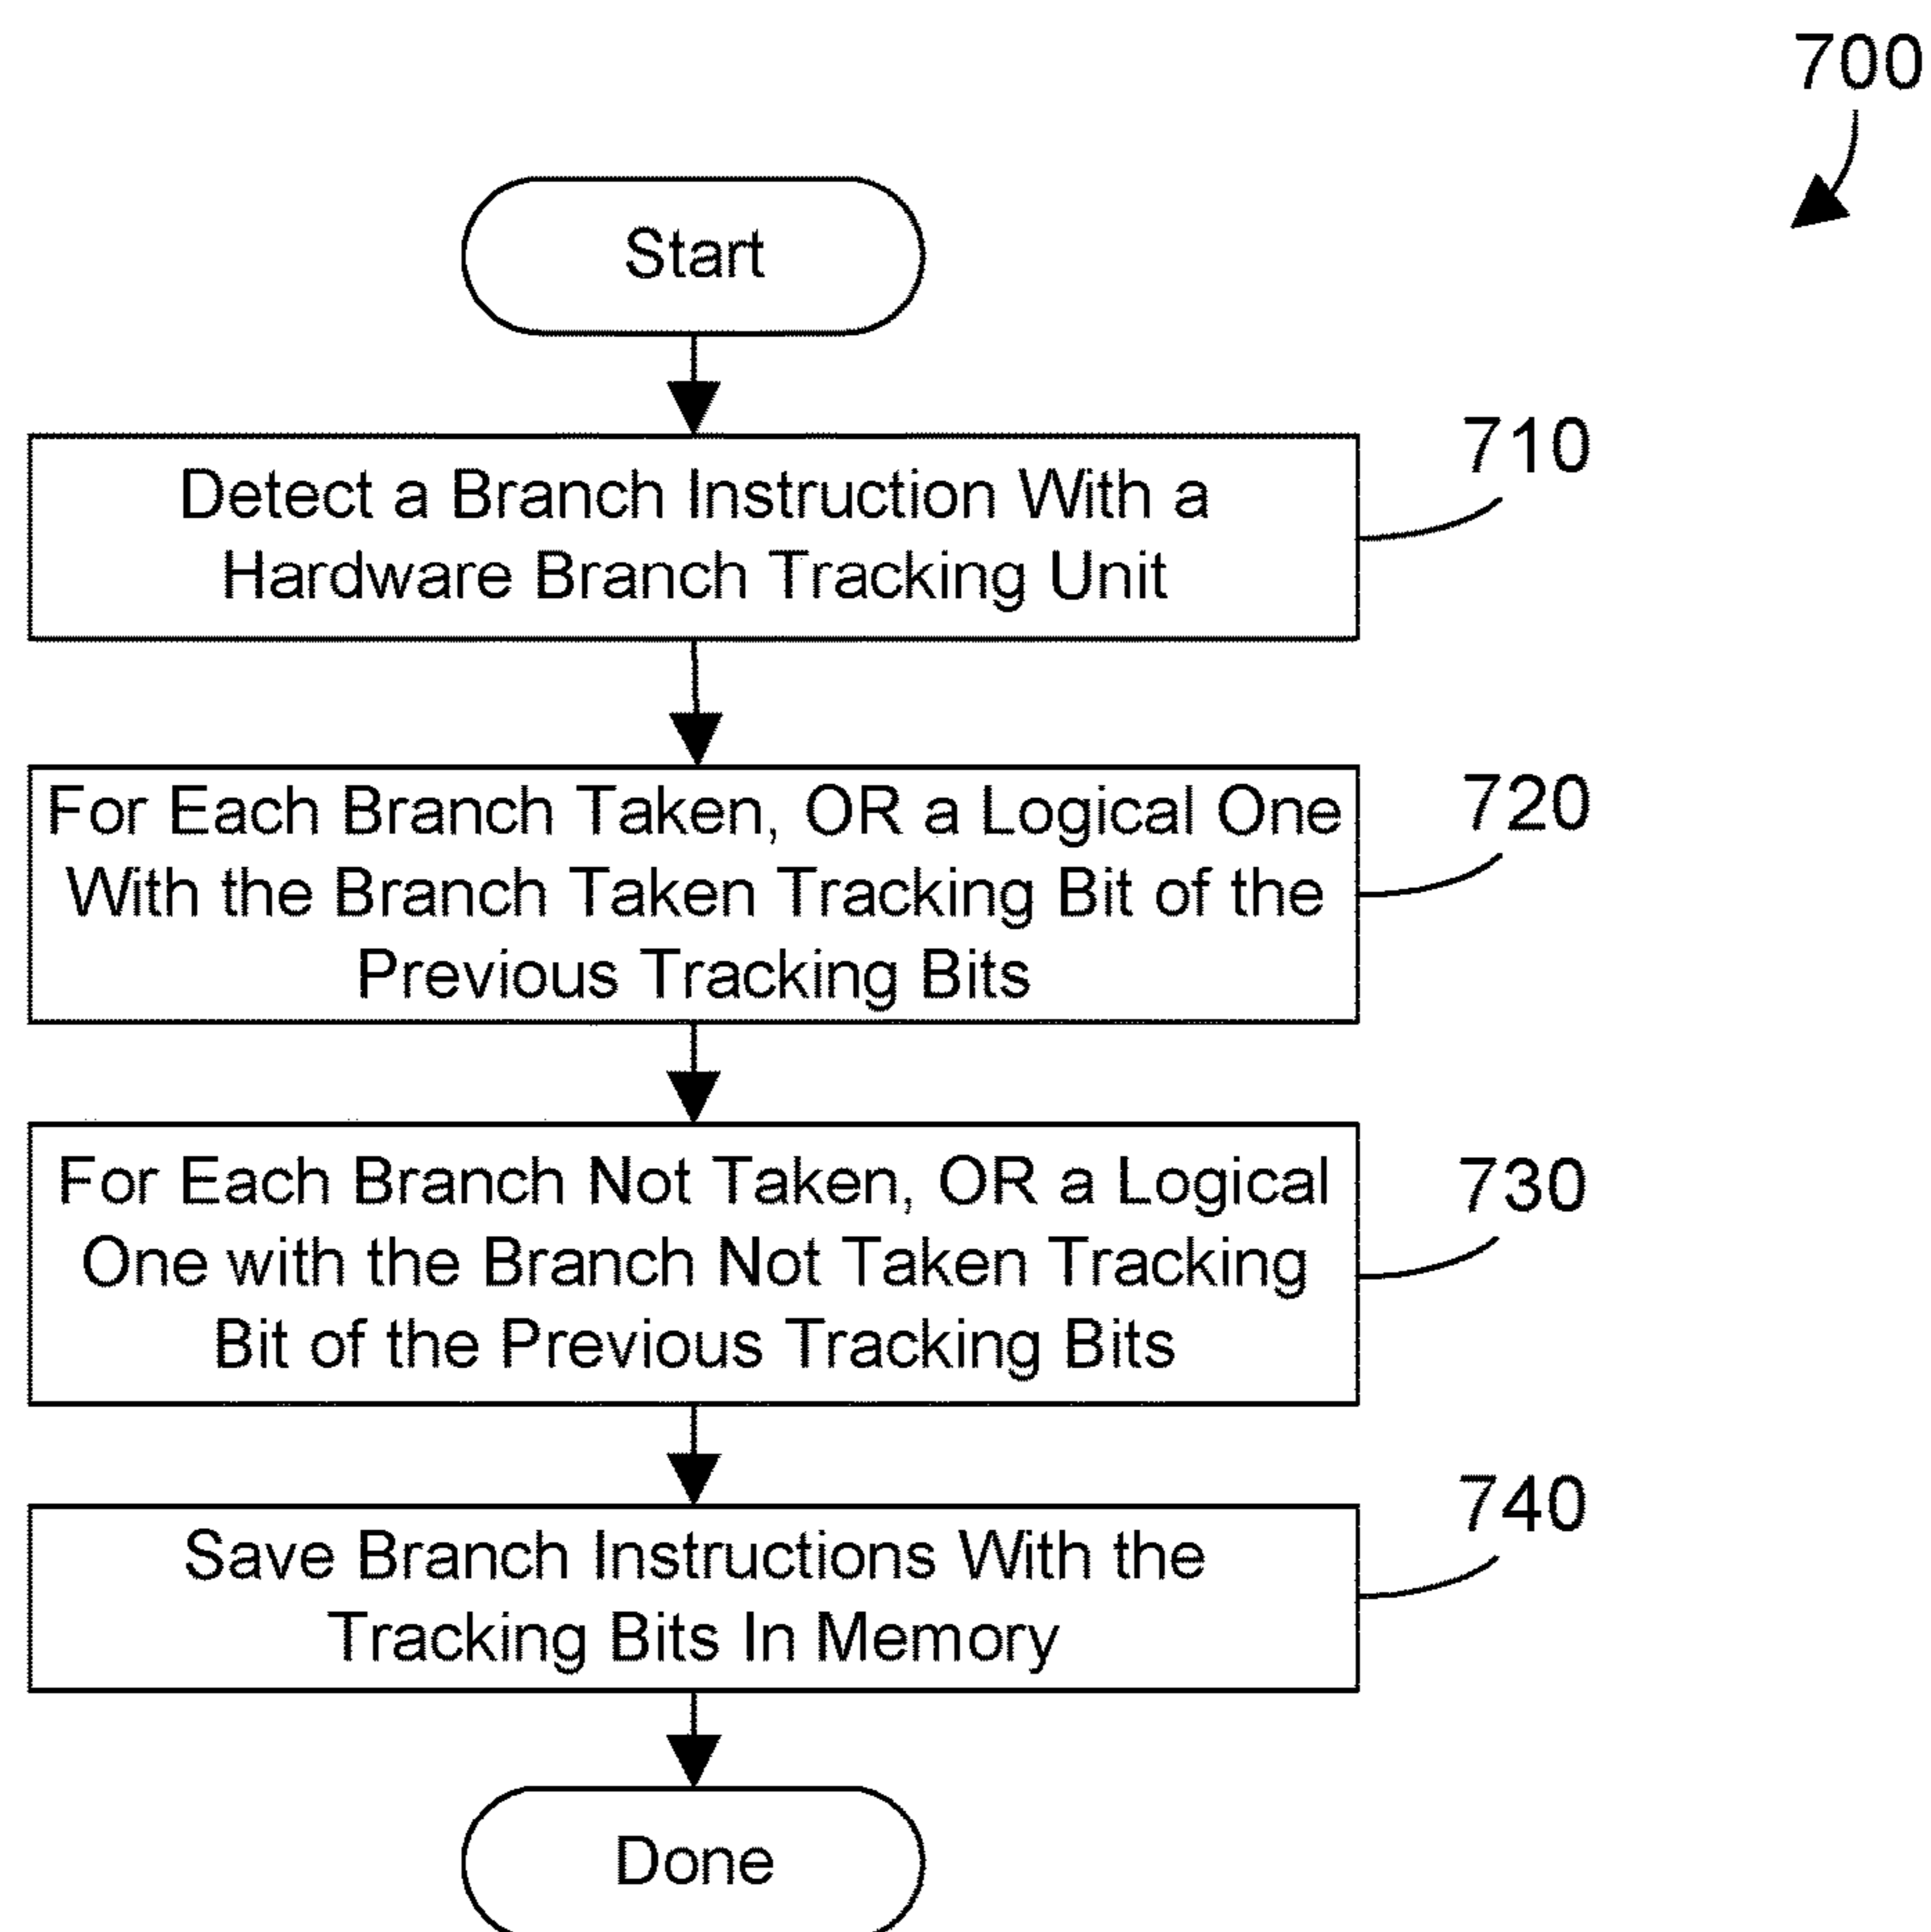 700
Start
710
Detect a Branch Instruction With a
Hardware Branch Tracking Unit
720
For Each Branch Taken, OR a Logical One
With the Branch Taken Tracking Bit of the
Previous Tracking Bits
730
For Each Branch Not Taken, OR a Logical
One with the Branch Not Taken Tracking
Bit of the Previous Tracking Bits
740
Save Branch Instructions With the
Tracking Bits In Memory
Done